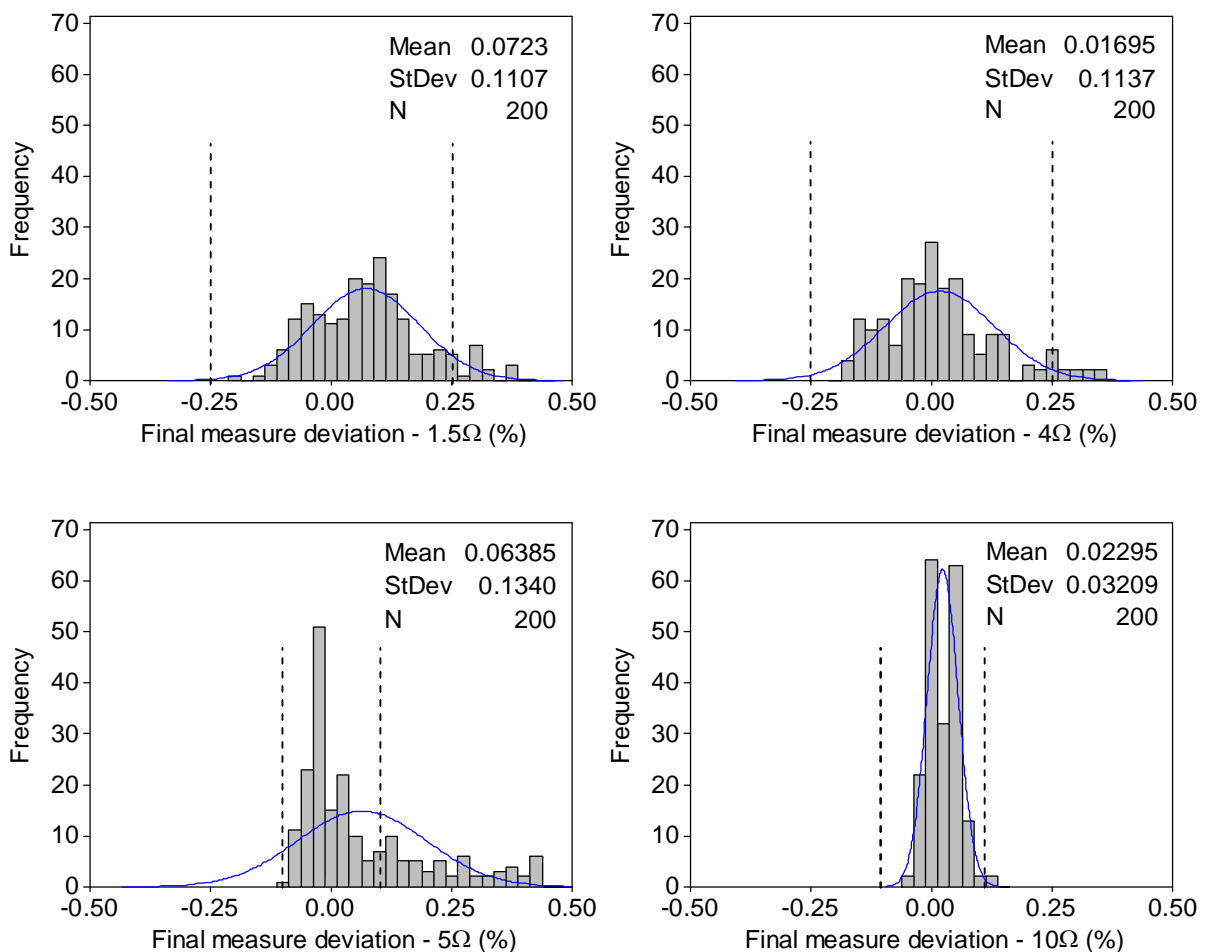 70
60
50
40
30
20
10
0
Frequency
Mean 0.0723
StDev 0.1107
N 200
-0.50 -0.25 0.00 0.25 0.50
Final measure deviation - 1.5Ω (%)
70
60
50
40
30
20
10
0
Frequency
Mean 0.01695
StDev 0.1137
N 200
-0.50 -0.25 0.00 0.25 0.50
Final measure deviation - 4Ω (%)
70
60
50
40
30
20
10
0
Frequency
Mean 0.06385
StDev 0.1340
N 200
-0.50 -0.25 0.00 0.25 0.50
Final measure deviation - 5Ω (%)
70
60
50
40
30
20
10
0
Frequency
Mean 0.02295
StDev 0.03209
N 200
-0.50 -0.25 0.00 0.25 0.50
Final measure deviation - 10Ω (%)